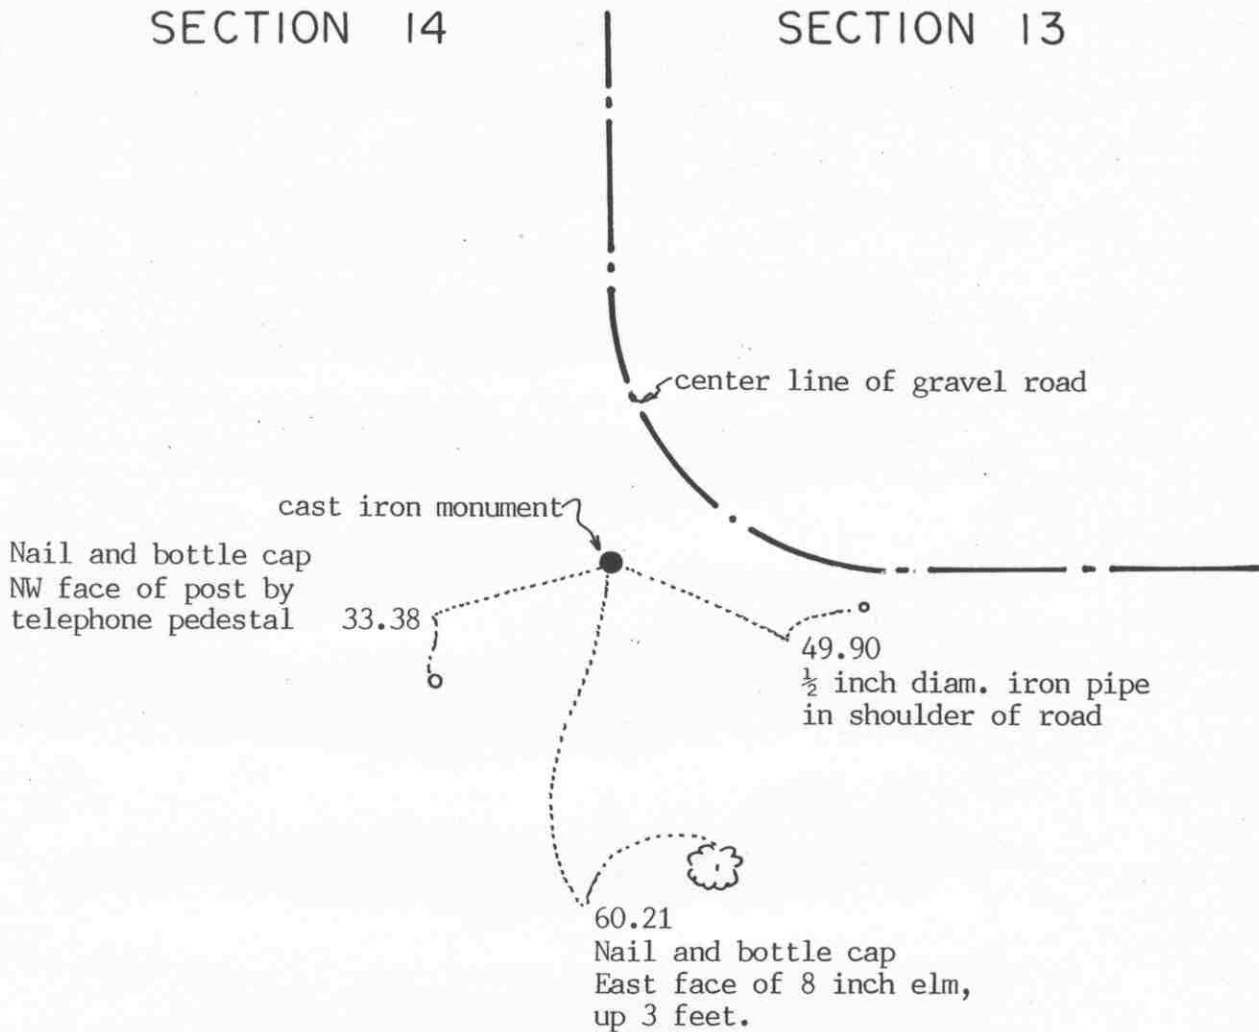 SECTION 14
SECTION 13
center line of gravel road
cast iron monument
Nail and bottle cap
NW face of post by
telephone pedestal
33.38
49.90
½ inch diam. iron pipe
in shoulder of road
60.21
Nail and bottle cap
East face of 8 inch elm,
up 3 feet.